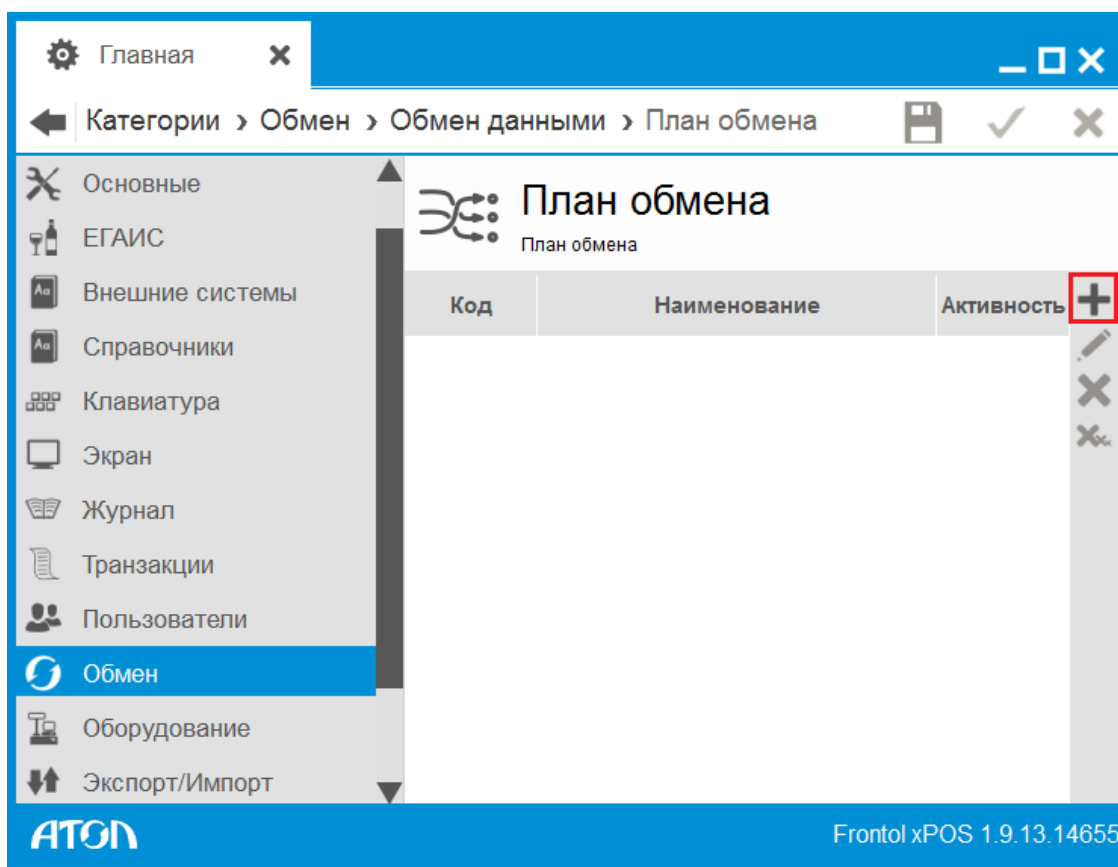 Главная
Категории › Обмен › Обмен данными › План обмена
Основные
ЕГАИС
Внешние системы
Справочники
Клавиатура
Экран
Журнал
Транзакции
Пользователи
Обмен
Оборудование
Экспорт/Импорт
План обмена
План обмена
Код Наименование Активность
АТОЛ
Frontol xPOS 1.9.13.14655